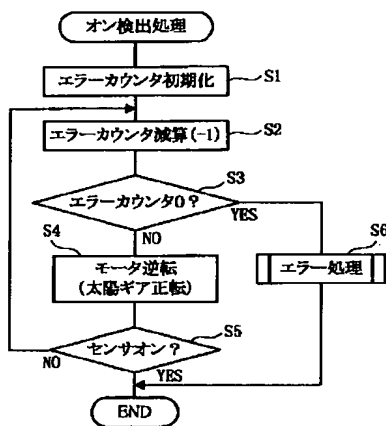 オン検出処理
エラーカウンタ初期化
S1
エラーカウンタ減算(-1)
S2
S3
エラーカウンタ0?
YES
NO
S4
モータ逆転
(太陽ギア正転)
S6
エラー処理
S5
センサオン?
NO
YES
END